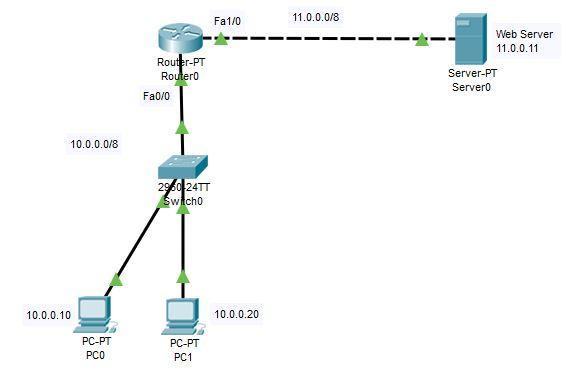 Fa1/0
11.0.0.0/8
Web Server
11.0.0.11
Router-PT
Router0
Server-PT
Server0
Fa0/0
10.0.0.0/8
2950-24TT
Switch0
10.0.0.10
10.0.0.20
PC-PT
PC0
PC-PT
PC1